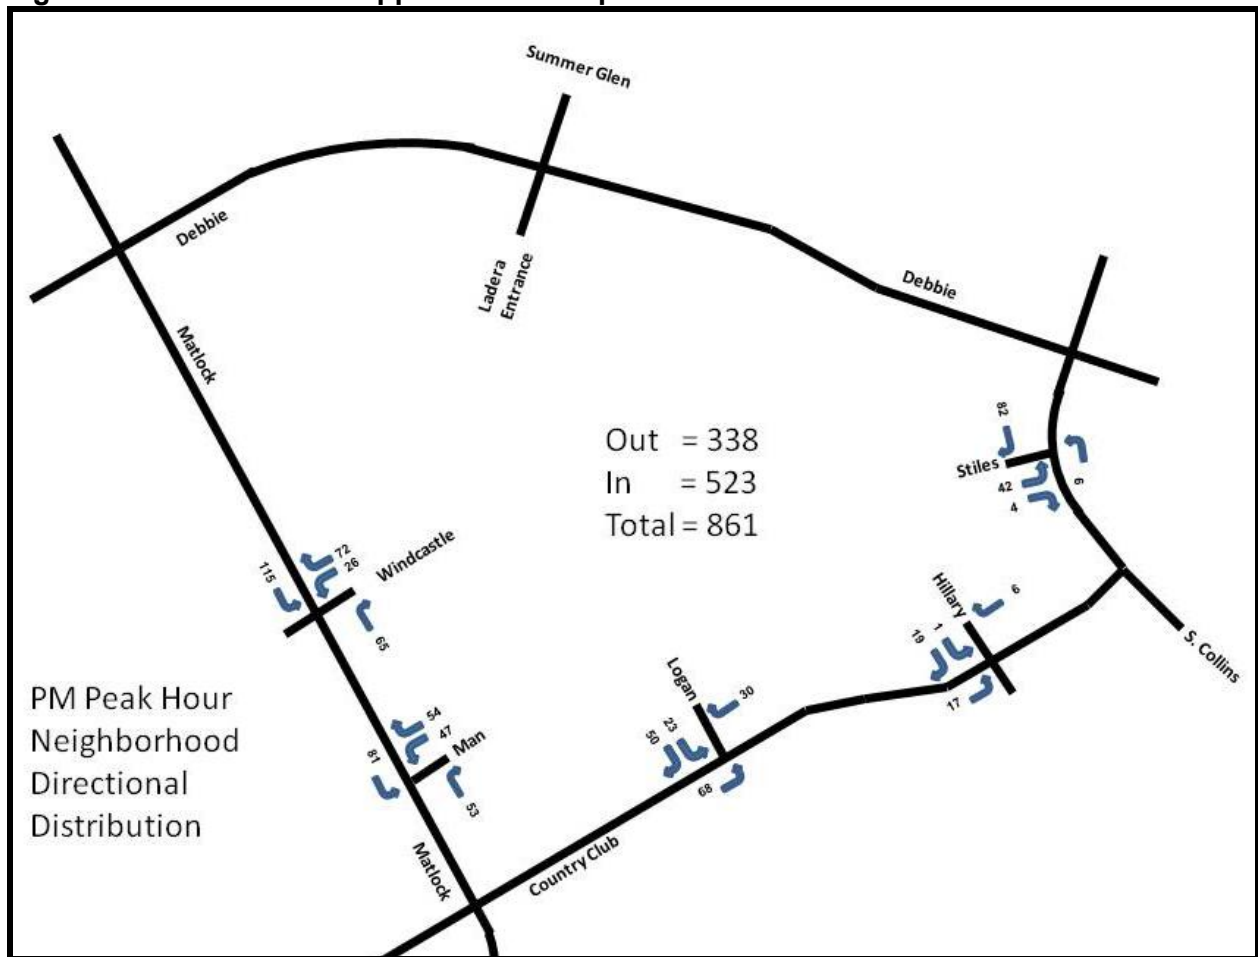 Summer Glen
Debbie
Ladera
Entrance
Debbie
Matlock
Out = 338
In = 523
Total = 861
82
Stiles
42
4
6
72
26
Windcastle
115
65
Hillary
6
1
19
17
S. Collins
Logan
30
23
50
68
PM Peak Hour
Neighborhood
Directional
Distribution
54
47
Man
81
53
Matlock
Country Club